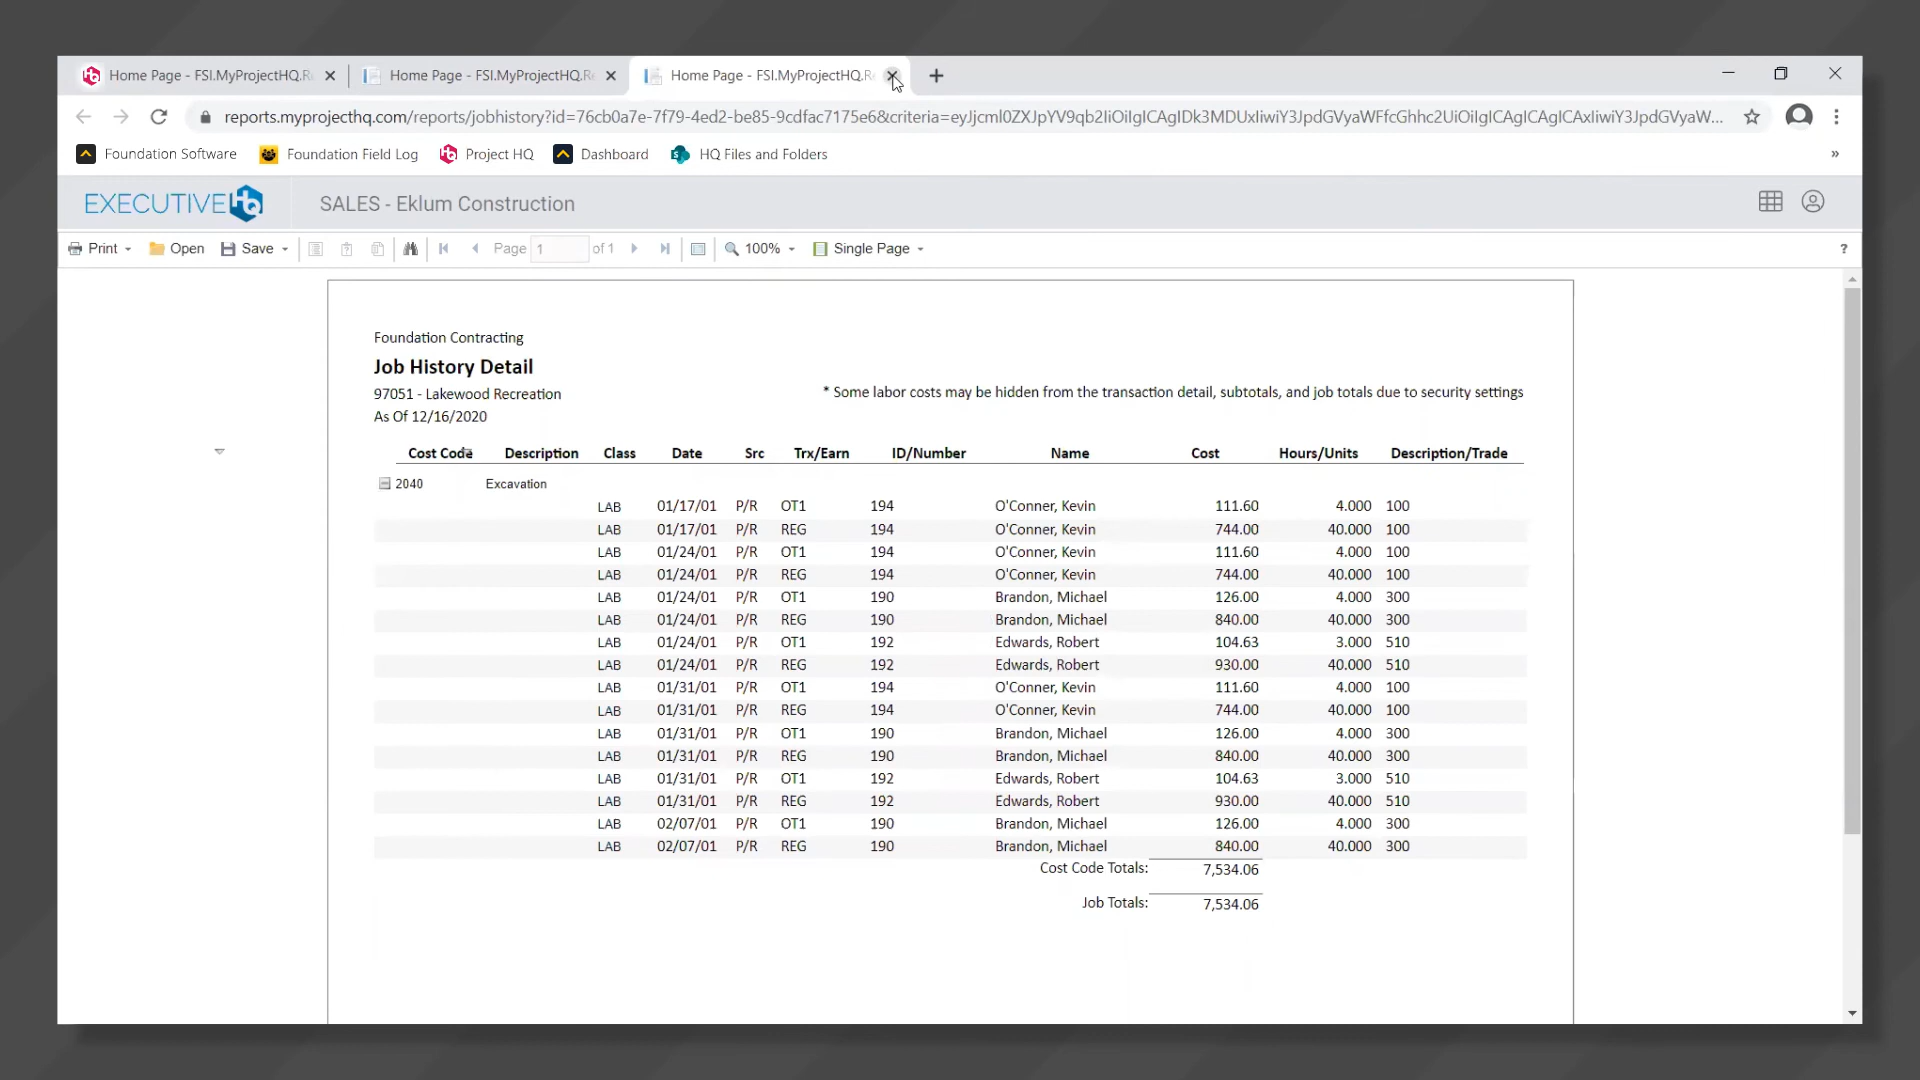 Home Page - FSI.MyProjectHQ.R
Home Page - FSI.MyProjectHQ.R
Home Page - FSI.MyProjectHQ.R
reports.myprojecthq.com/reports/jobhistory?id=76cb0a7e-7f79-4ed2-be85-9cdfac7175e6&criteria=
Foundation Software Foundation Field Log Project HQ Dashboard HQ Files and Folders »
EXECUTIVE HQ SALES - Eklum Construction
Print Open Save Page 1 of 1 100% Single Page ?
Foundation Contracting
Job History Detail
97051 - Lakewood Recreation
* Some labor costs may be hidden from the transaction detail, subtotals, and job totals due to security settings
As Of 12/16/2020
Cost Code Description Class Date Src Trx/Earn ID/Number Name Cost Hours/Units Description/Trade
2040 Excavation
LAB 01/17/01 P/R OT1 194 O'Conner, Kevin 111.60 4.000 100
LAB 01/17/01 P/R REG 194 O'Conner, Kevin 744.00 40.000 100
LAB 01/24/01 P/R OT1 194 O'Conner, Kevin 111.60 4.000 100
LAB 01/24/01 P/R REG 194 O'Conner, Kevin 744.00 40.000 100
LAB 01/24/01 P/R OT1 190 Brandon, Michael 126.00 4.000 300
LAB 01/24/01 P/R REG 190 Brandon, Michael 840.00 40.000 300
LAB 01/24/01 P/R OT1 192 Edwards, Robert 104.63 3.000 510
LAB 01/24/01 P/R REG 192 Edwards, Robert 930.00 40.000 510
LAB 01/31/01 P/R OT1 194 O'Conner, Kevin 111.60 4.000 100
LAB 01/31/01 P/R REG 194 O'Conner, Kevin 744.00 40.000 100
LAB 01/31/01 P/R OT1 190 Brandon, Michael 126.00 4.000 300
LAB 01/31/01 P/R REG 190 Brandon, Michael 840.00 40.000 300
LAB 01/31/01 P/R OT1 192 Edwards, Robert 104.63 3.000 510
LAB 01/31/01 P/R REG 192 Edwards, Robert 930.00 40.000 510
LAB 02/07/01 P/R OT1 190 Brandon, Michael 126.00 4.000 300
LAB 02/07/01 P/R REG 190 Brandon, Michael 840.00 40.000 300
Cost Code Totals: 7,534.06
Job Totals: 7,534.06